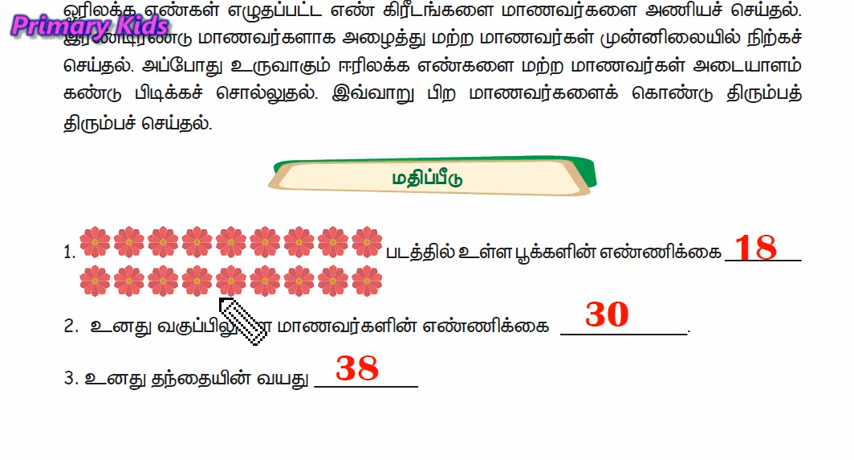 ஓரிலக்க எண்கள் எழுதப்பட்ட எண் கிரீடங்களை மாணவர்களை அணியச் செய்தல்.
Primary Kids
இரண்டிரண்டு மாணவர்களாக அழைத்து மற்ற மாணவர்கள் முன்னிலையில் நிற்கச்
செய்தல். அப்போது உருவாகும் ஈரிலக்க எண்களை மற்ற மாணவர்கள் அடையாளம்
கண்டு பிடிக்கச் சொல்லுதல். இவ்வாறு பிற மாணவர்களைக் கொண்டு திரும்பத்
திரும்பச் செய்தல்.
மதிப்பீடு
1. படத்தில் உள்ள பூக்களின் எண்ணிக்கை 18
2. உனது வகுப்பிலுள்ள மாணவர்களின் எண்ணிக்கை 30.
3. உனது தந்தையின் வயது 38